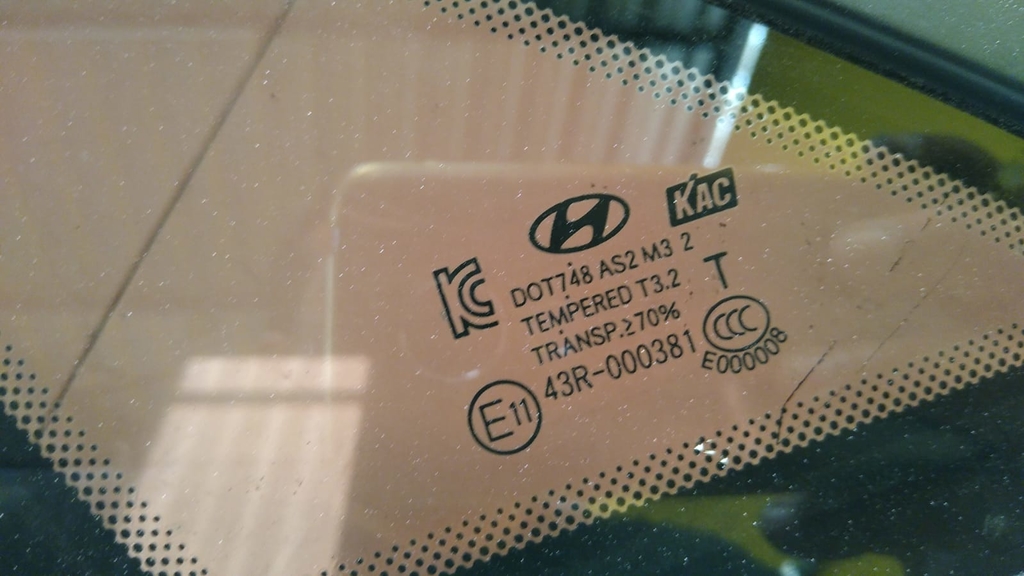 KAC
KC
DOT748 AS2 M3 2
TEMPERED T3.2 T
TRANSP.≥70%
43R-000381 CCC
E000008
E11